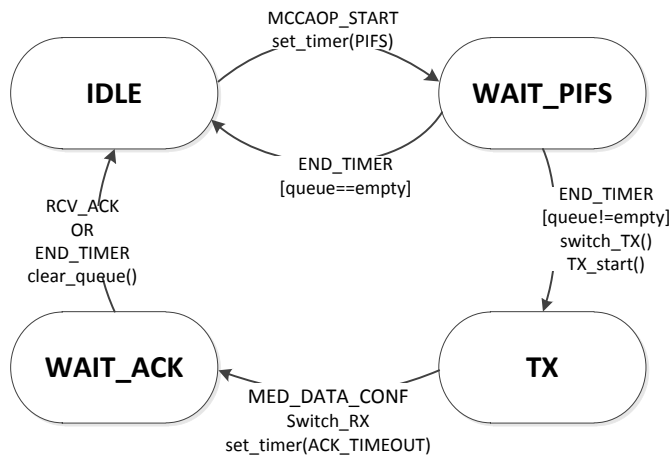 MCCAOP_START
set_timer(PIFS)
IDLE
WAIT_PIFS
END_TIMER
[queue==empty]
END_TIMER
[queue!=empty]
switch_TX()
TX_start()
RCV_ACK
OR
END_TIMER
clear_queue()
WAIT_ACK
TX
MED_DATA_CONF
Switch_RX
set_timer(ACK_TIMEOUT)